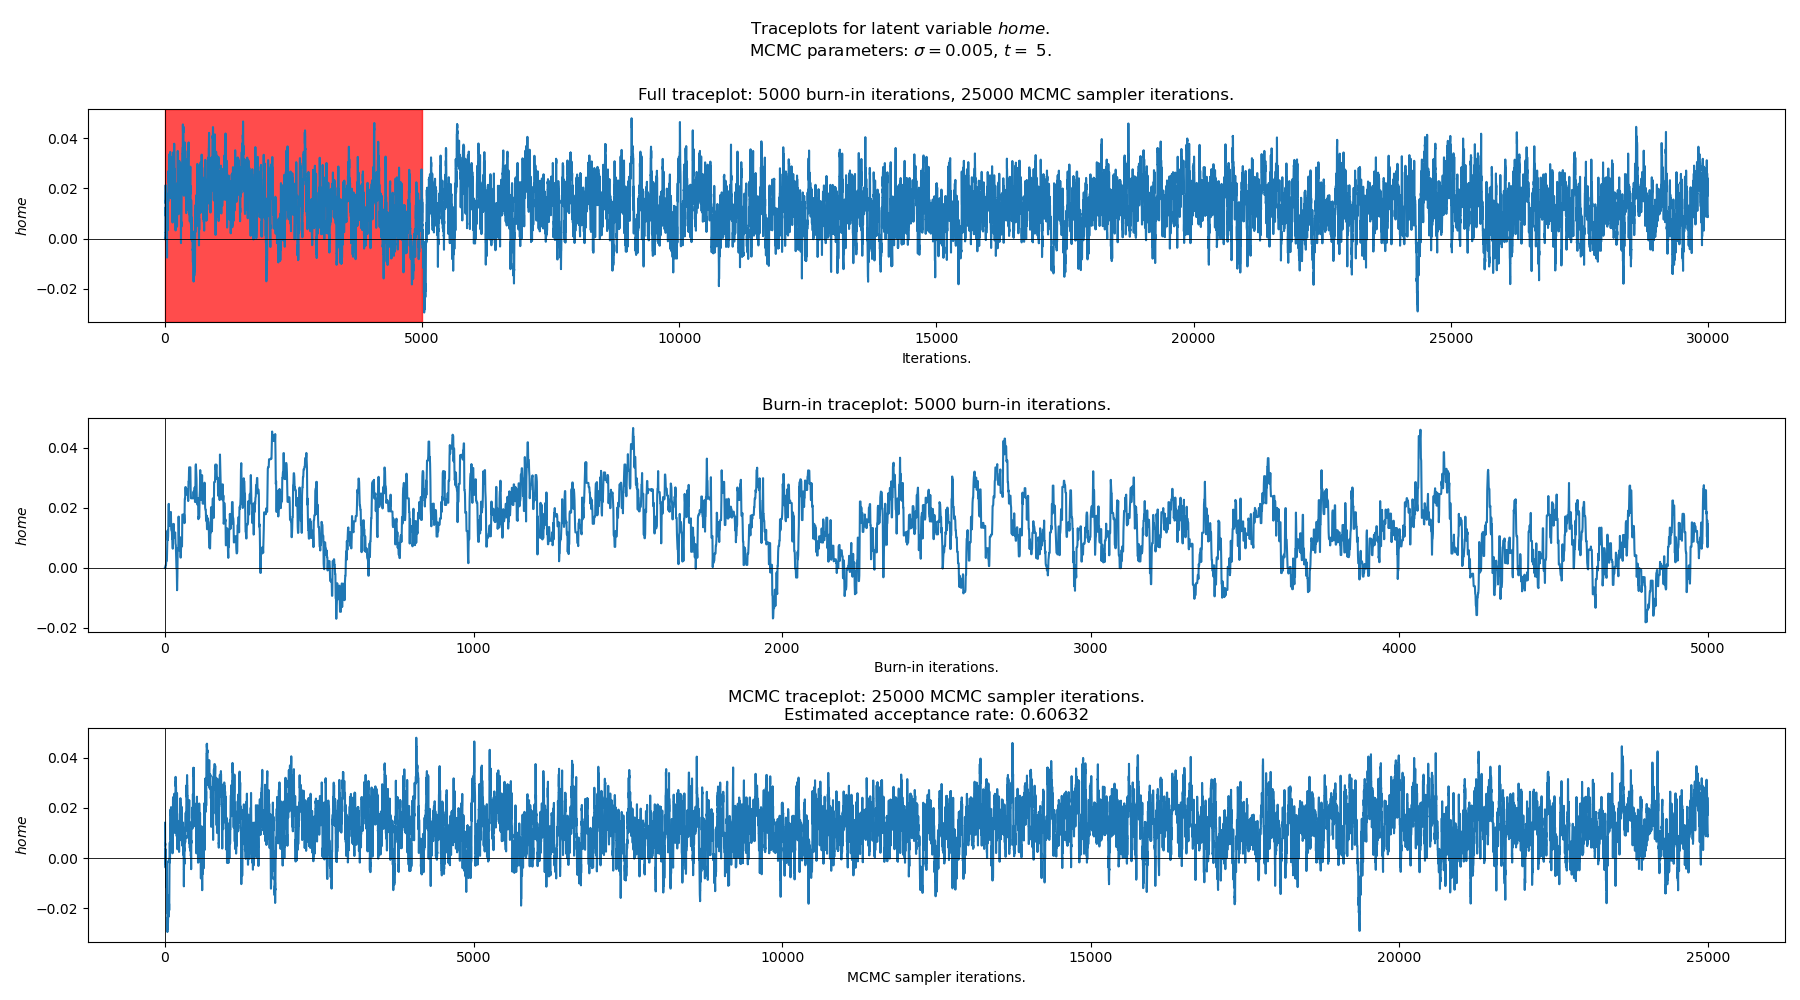 Traceplots for latent variable home.
MCMC parameters: σ = 0.005, t = 5.
Full traceplot: 5000 burn-in iterations, 25000 MCMC sampler iterations.
home
0.04
0.02
0.00
−0.02
0 5000 10000 15000 20000 25000 30000
Iterations.
Burn-in traceplot: 5000 burn-in iterations.
home
0.04
0.02
0.00
−0.02
0 1000 2000 3000 4000 5000
Burn-in iterations.
MCMC traceplot: 25000 MCMC sampler iterations.
Estimated acceptance rate: 0.60632
home
0.04
0.02
0.00
−0.02
0 5000 10000 15000 20000 25000
MCMC sampler iterations.